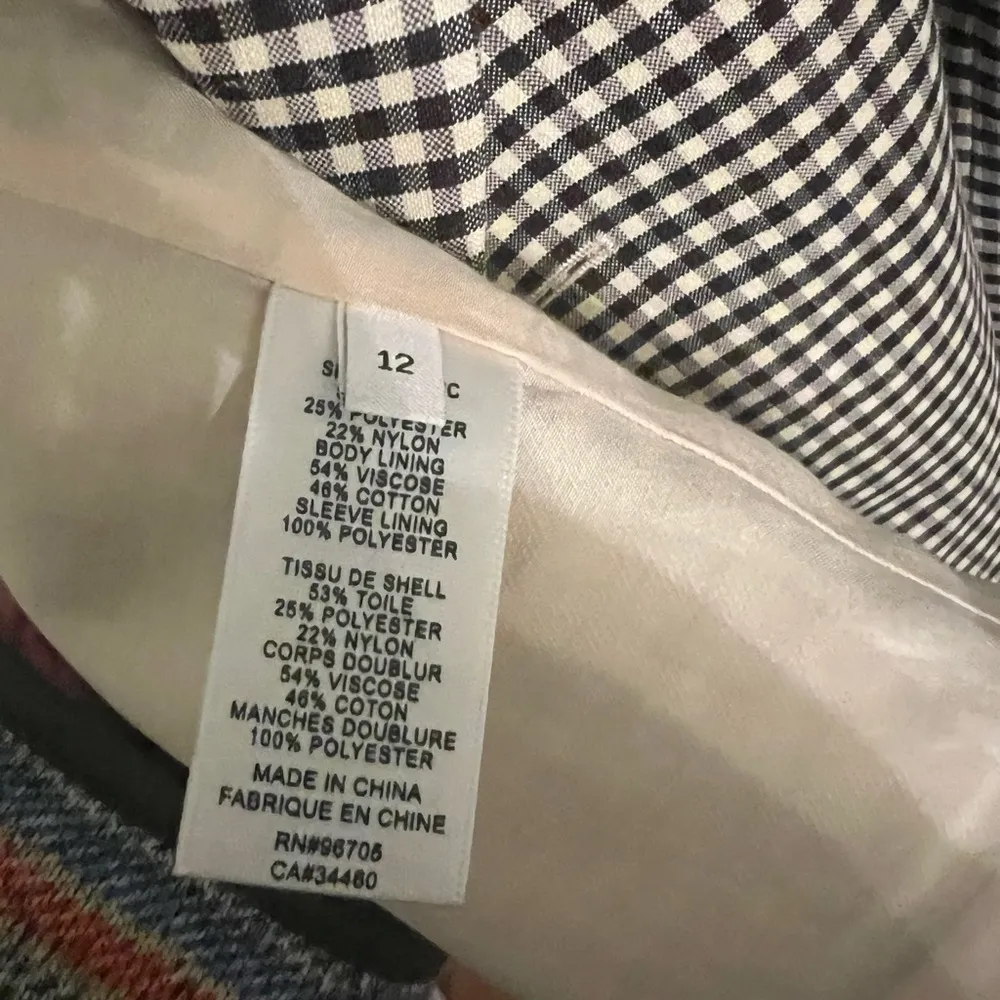 12
25% POLYESTER
22% NYLON
BODY LINING
54% VISCOSE
46% COTTON
SLEEVE LINING
100% POLYESTER
TISSU DE SHELL
53% TOILE
25% POLYESTER
22% NYLON
CORPS DOUBLUR
54% VISCOSE
46% COTON
MANCHES DOUBLURE
100% POLYESTER
MADE IN CHINA
FABRIQUE EN CHINE
RN#96705
CA#34460